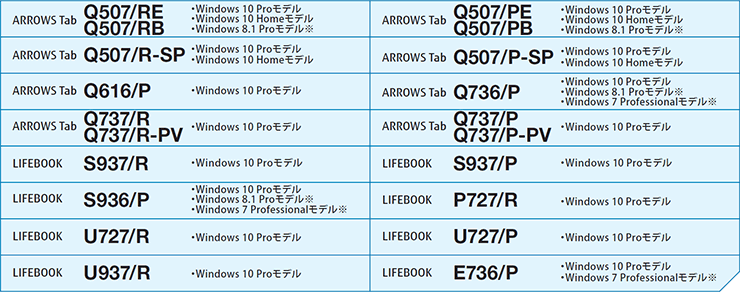 ARROWS Tab Q507/RE Q507/RB
・Windows 10 Proモデル
・Windows 10 Homeモデル
・Windows 8.1 Proモデル※
ARROWS Tab Q507/PE Q507/PB
・Windows 10 Proモデル
・Windows 10 Homeモデル
・Windows 8.1 Proモデル※
ARROWS Tab Q507/R-SP
・Windows 10 Proモデル
・Windows 10 Homeモデル
ARROWS Tab Q507/P-SP
・Windows 10 Proモデル
・Windows 10 Homeモデル
ARROWS Tab Q616/P
・Windows 10 Proモデル
ARROWS Tab Q736/P
・Windows 10 Proモデル
・Windows 8.1 Proモデル※
・Windows 7 Professionalモデル※
ARROWS Tab Q737/R Q737/R-PV
・Windows 10 Proモデル
ARROWS Tab Q737/P Q737/P-PV
・Windows 10 Proモデル
LIFEBOOK S937/R
・Windows 10 Proモデル
LIFEBOOK S937/P
・Windows 10 Proモデル
LIFEBOOK S936/P
・Windows 10 Proモデル
・Windows 8.1 Proモデル※
・Windows 7 Professionalモデル※
LIFEBOOK P727/R
・Windows 10 Proモデル
LIFEBOOK U727/R
・Windows 10 Proモデル
LIFEBOOK U727/P
・Windows 10 Proモデル
LIFEBOOK U937/R
・Windows 10 Proモデル
LIFEBOOK E736/P
・Windows 10 Proモデル
・Windows 7 Professionalモデル※